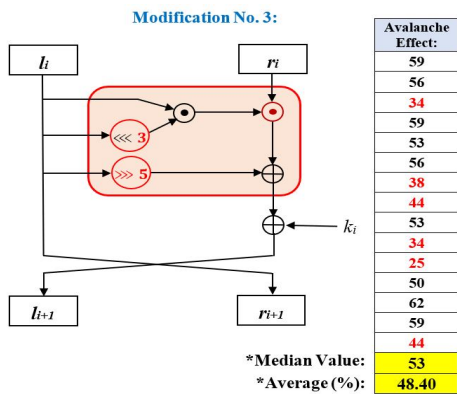 Modification No. 3:
Avalanche
Effect:
li
ri
<<< 3
>>> 5
ki
li+1
ri+1
59
56
34
59
53
56
38
44
53
34
25
50
62
59
44
*Median Value: 53
*Average (%): 48.40